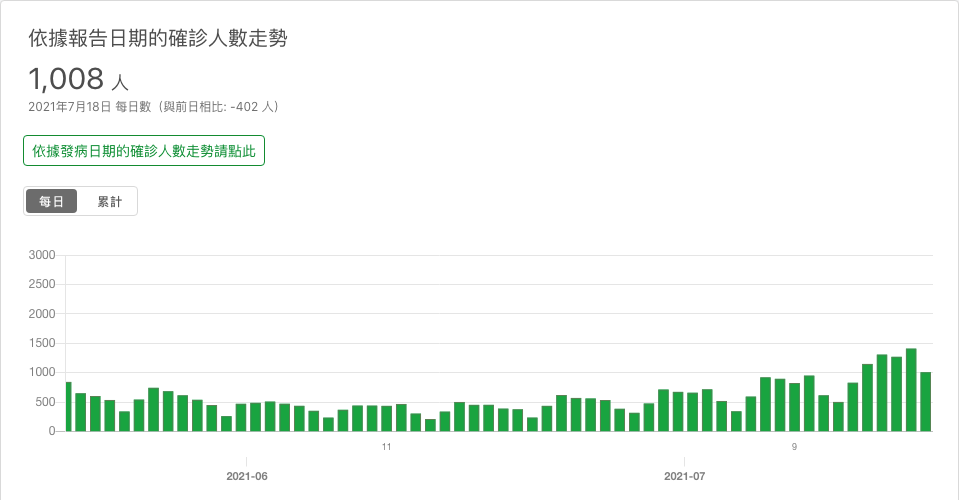 依據報告日期的確診人數走勢
1,008 人
2021年7月18日 每日數（與前日相比: -402 人）
依據發病日期的確診人數走勢請點此
每日 累計
3000
2500
2000
1500
1000
500
0
11 9
2021-06 2021-07